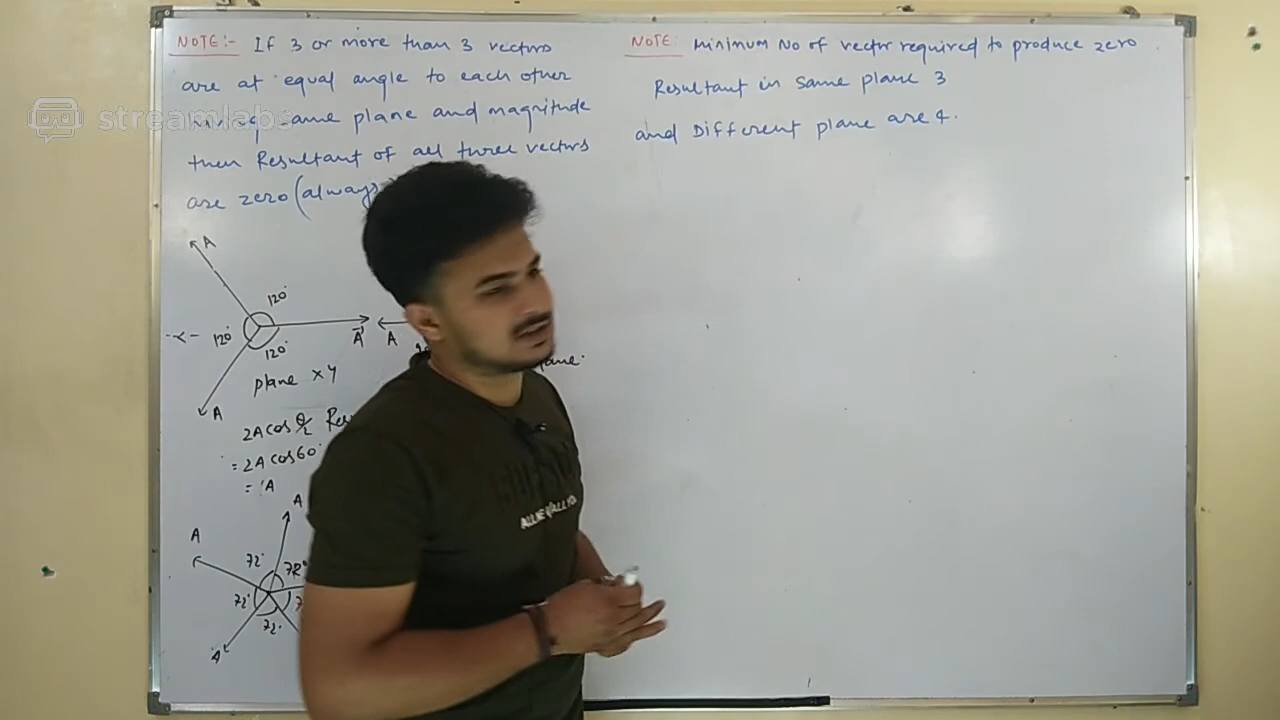 NOTE:- If 3 or more than 3 vectors
are at equal angle to each other
same plane and magnitude
then Resultant of all three vectors
are zero (always
NOTE: Minimum No of vector required to produce zero
Resultant in same plane 3
and Different plane are 4.
streamlabs
A
120°
120°
120°
A
A
A
plane xy
2A cos θ/2
= 2A cos 60°
= A
A
A
72°
72°
72°
72.
A